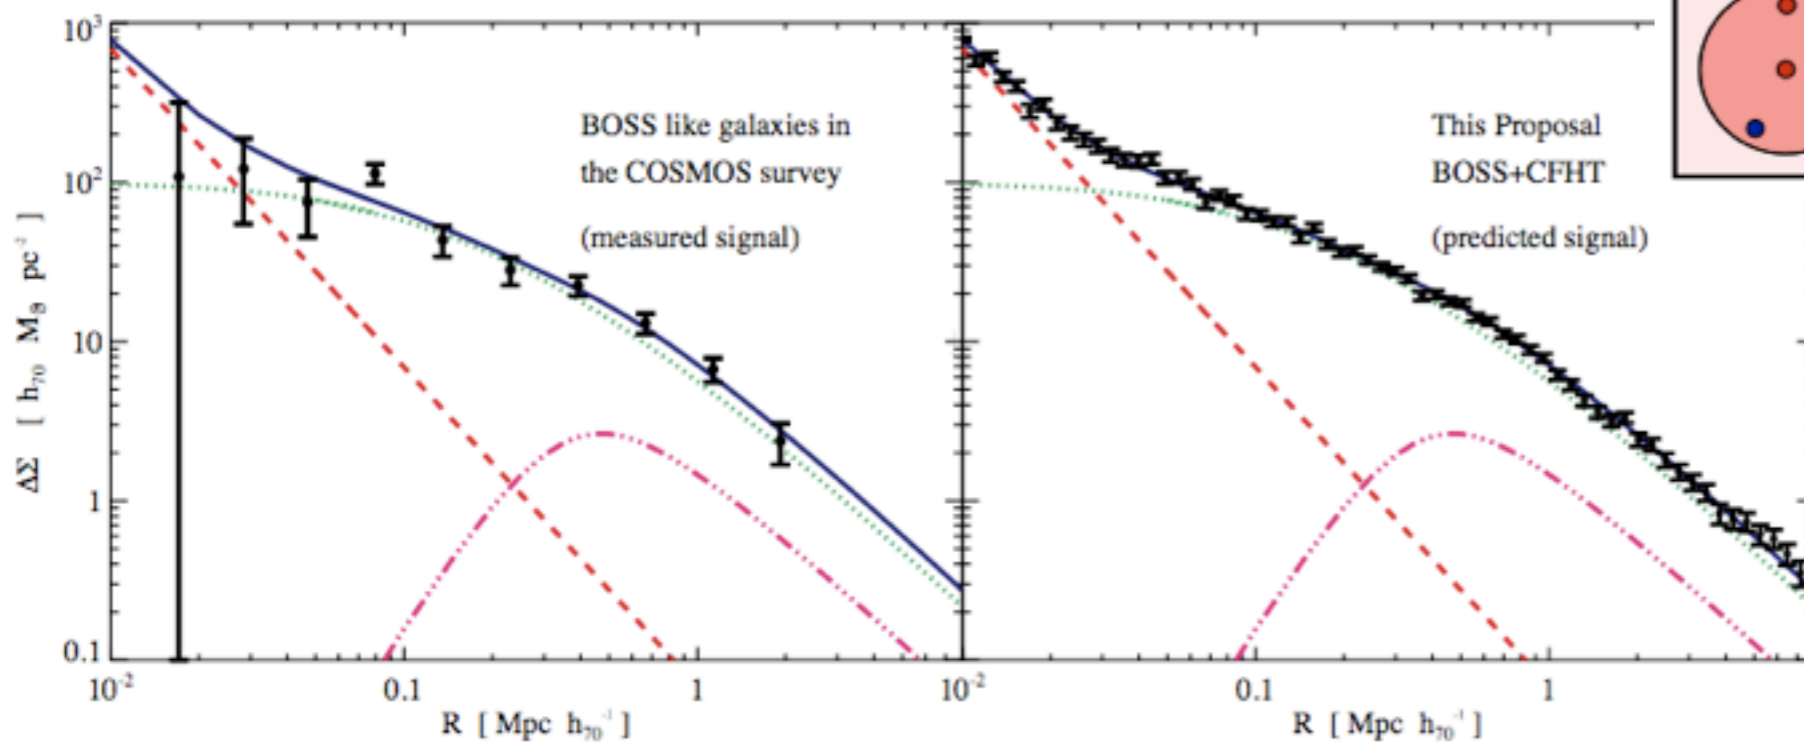 10³
10²
10
1
0.1
ΔΣ [ h₇₀ M☉ pc⁻² ]
BOSS like galaxies in
the COSMOS survey
(measured signal)
10⁻² 0.1 1
R [ Mpc h₇₀⁻¹ ]
This Proposal
BOSS+CFHT
(predicted signal)
10⁻² 0.1 1
R [ Mpc h₇₀⁻¹ ]